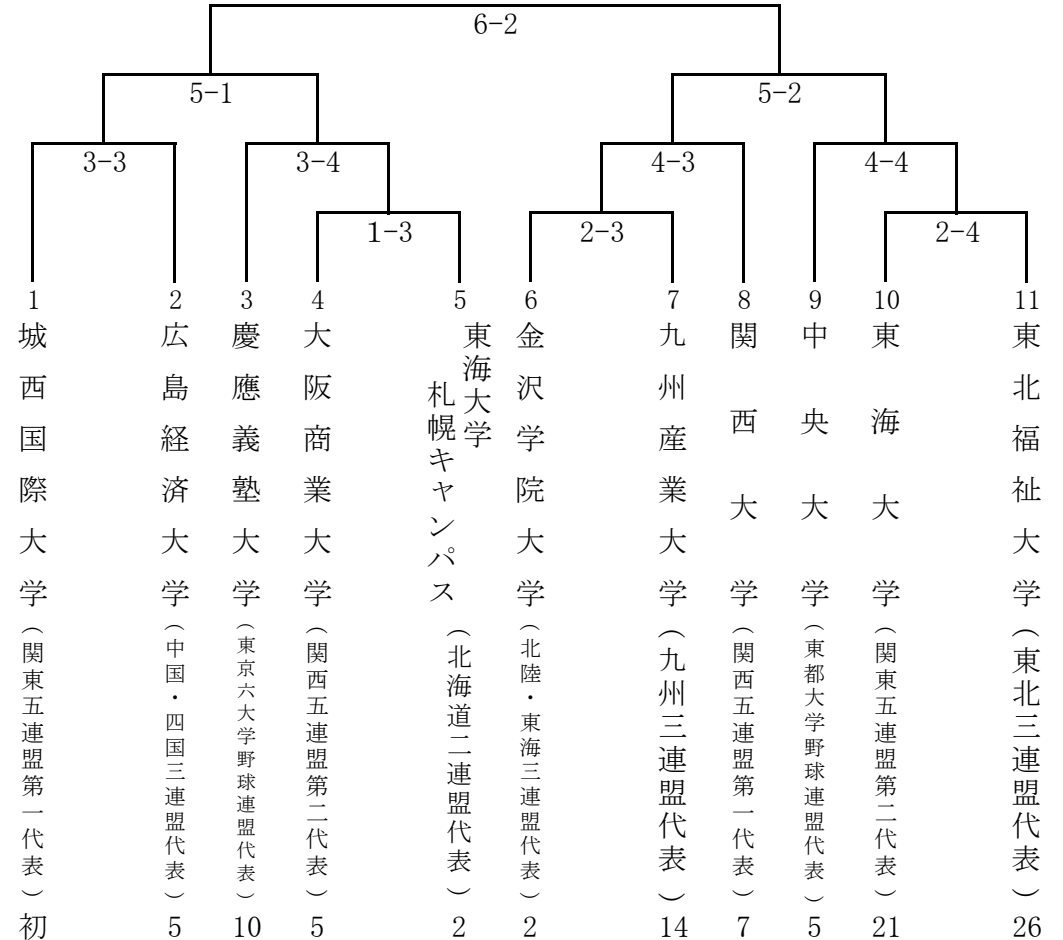 6-2
5-1
5-2
3-3
3-4
4-3
4-4
1-3
2-3
2-4
1
城西国際大学(関東五連盟第一代表)
初
2
広島経済大学(中国・四国三連盟代表)
5
3
慶應義塾大学(東京六大学野球連盟代表)
10
4
大阪商業大学(関西五連盟第二代表)
5
5
東海大学
札幌キャンパス(北海道二連盟代表)
2
6
金沢学院大学(北陸・東海三連盟代表)
2
7
九州産業大学(九州三連盟代表)
14
8
関西大学(関西五連盟第一代表)
7
9
中央大学(東都大学野球連盟代表)
5
10
東海大学(関東五連盟第二代表)
21
11
東北福祉大学(東北三連盟代表)
26